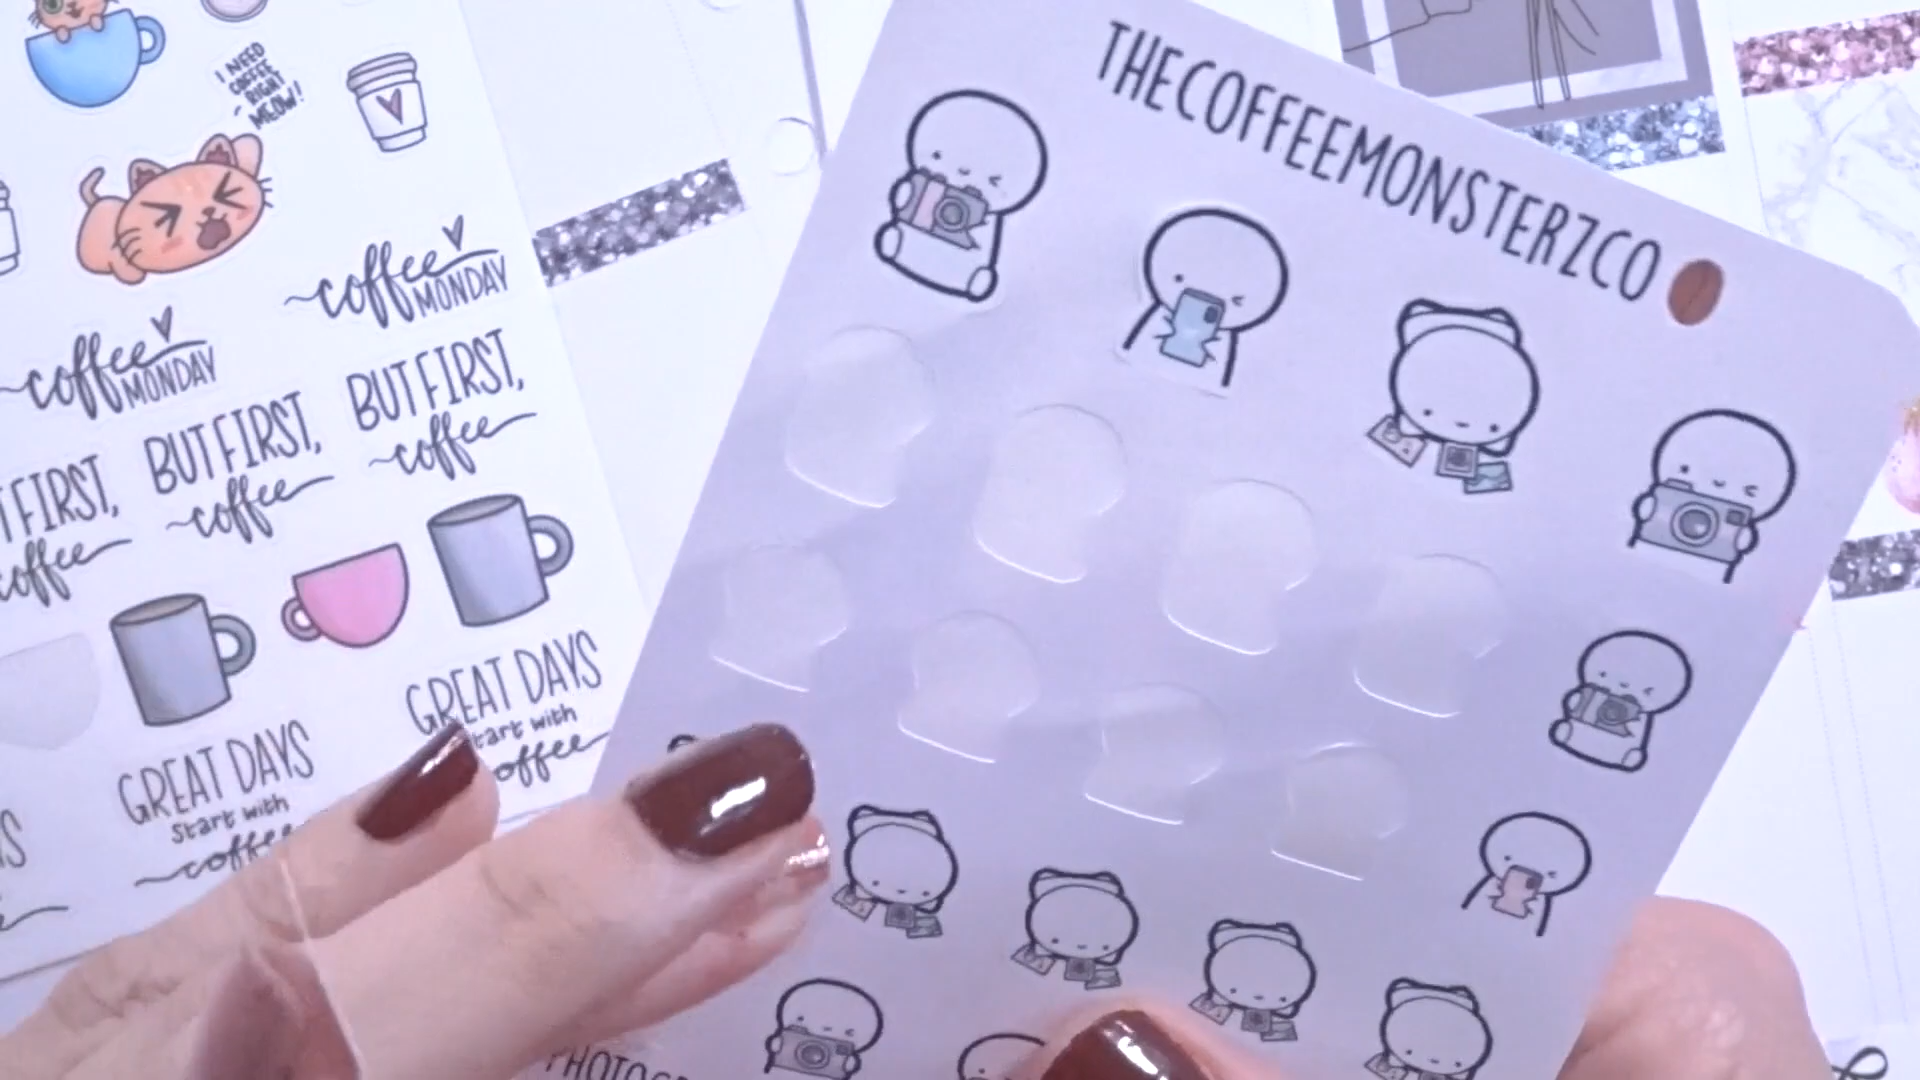 I NEED
COFFEE
RIGHT
MEOW!
coffee
MONDAY
coffee
MONDAY
BUT FIRST,
coffee
BUT FIRST,
coffee
T FIRST,
coffee
GREAT DAYS
start with
coffee
GREAT DAYS
Start with
coffee
THECOFFEEMONSTERZCO